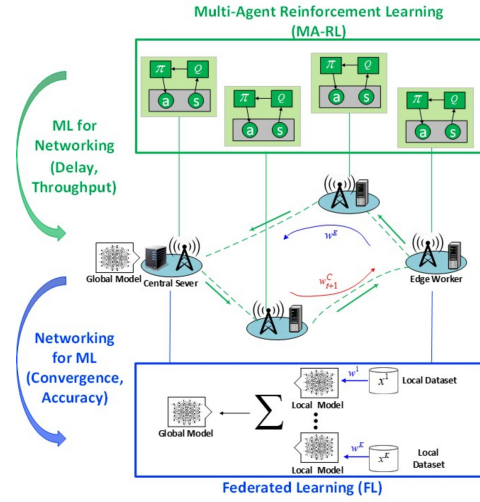 Multi-Agent Reinforcement Learning
(MA-RL)
π Q
a s
π Q
a s
π Q
a s
π Q
a s
ML for
Networking
(Delay,
Throughput)
w^K
Global Model
Central Sever
w^C_{t+1}
Edge Worker
Networking
for ML
(Convergence,
Accuracy)
w^1
x^1
Local Dataset
Local Model
Global Model
∑
w^K
x^K
Local
Dataset
Local Model
Federated Learning (FL)